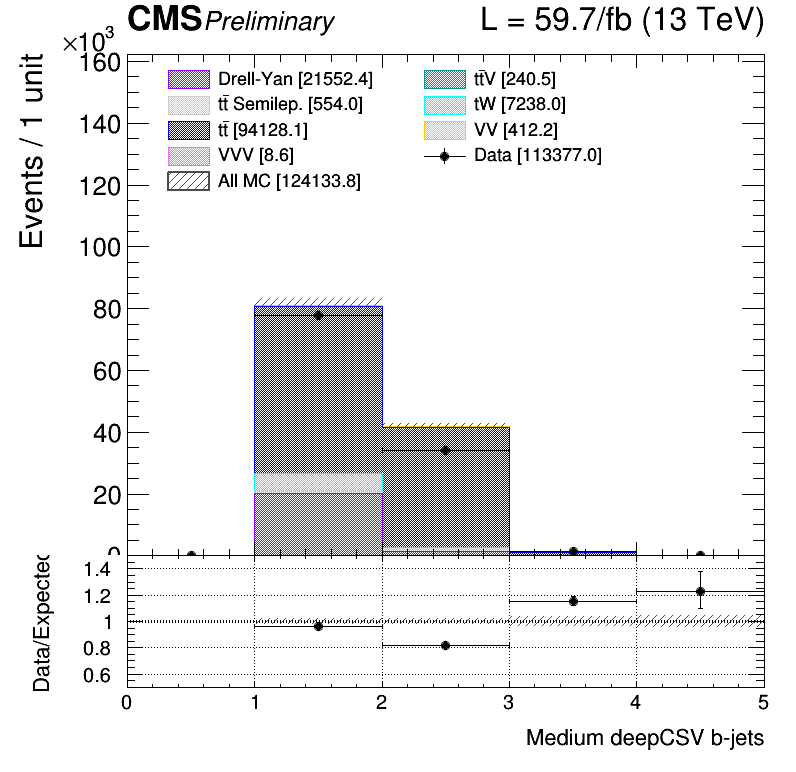 CMS Preliminary L = 59.7/fb (13 TeV)
×10³
Events / 1 unit
160
140
120
100
80
60
40
20
0
Drell-Yan [21552.4]
tt̄ Semilep. [554.0]
tt̄ [94128.1]
VVV [8.6]
All MC [124133.8]
tt̄V [240.5]
tW [7238.0]
VV [412.2]
Data [113377.0]
Data/Expected
1.4
1.2
1
0.8
0.6
0 1 2 3 4 5
Medium deepCSV b-jets